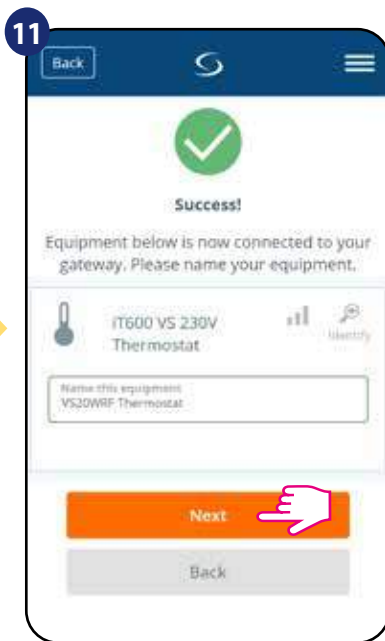 11
Back
Success!
Equipment below is now connected to your
gateway. Please name your equipment.
iT600 VS 230V
Thermostat
Identify
Name this equipment
VS20WRF Thermostat
Next
Back